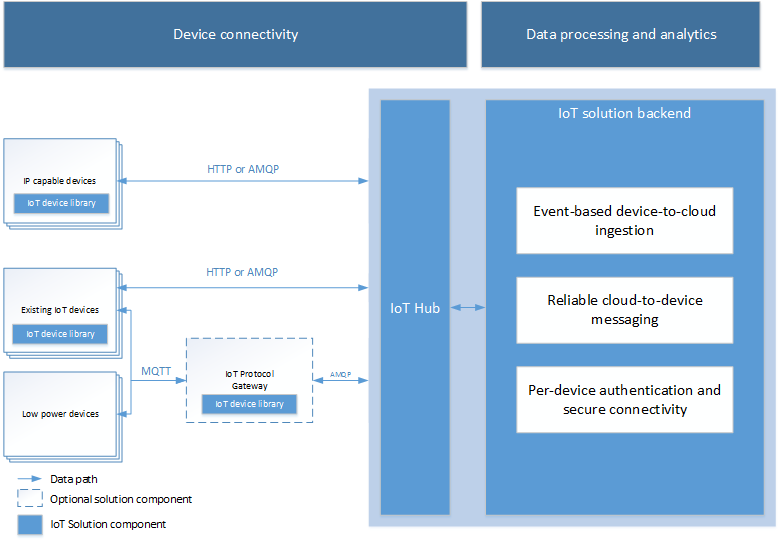 Device connectivity
Data processing and analytics
IoT solution backend
HTTP or AMQP
IP capable devices
IoT device library
Event-based device-to-cloud
ingestion
HTTP or AMQP
Existing IoT devices
IoT device library
IoT Hub
Reliable cloud-to-device
messaging
MQTT
IoT Protocol
Gateway
IoT device library
AMQP
Per-device authentication and
secure connectivity
Low power devices
Data path
Optional solution component
IoT Solution component